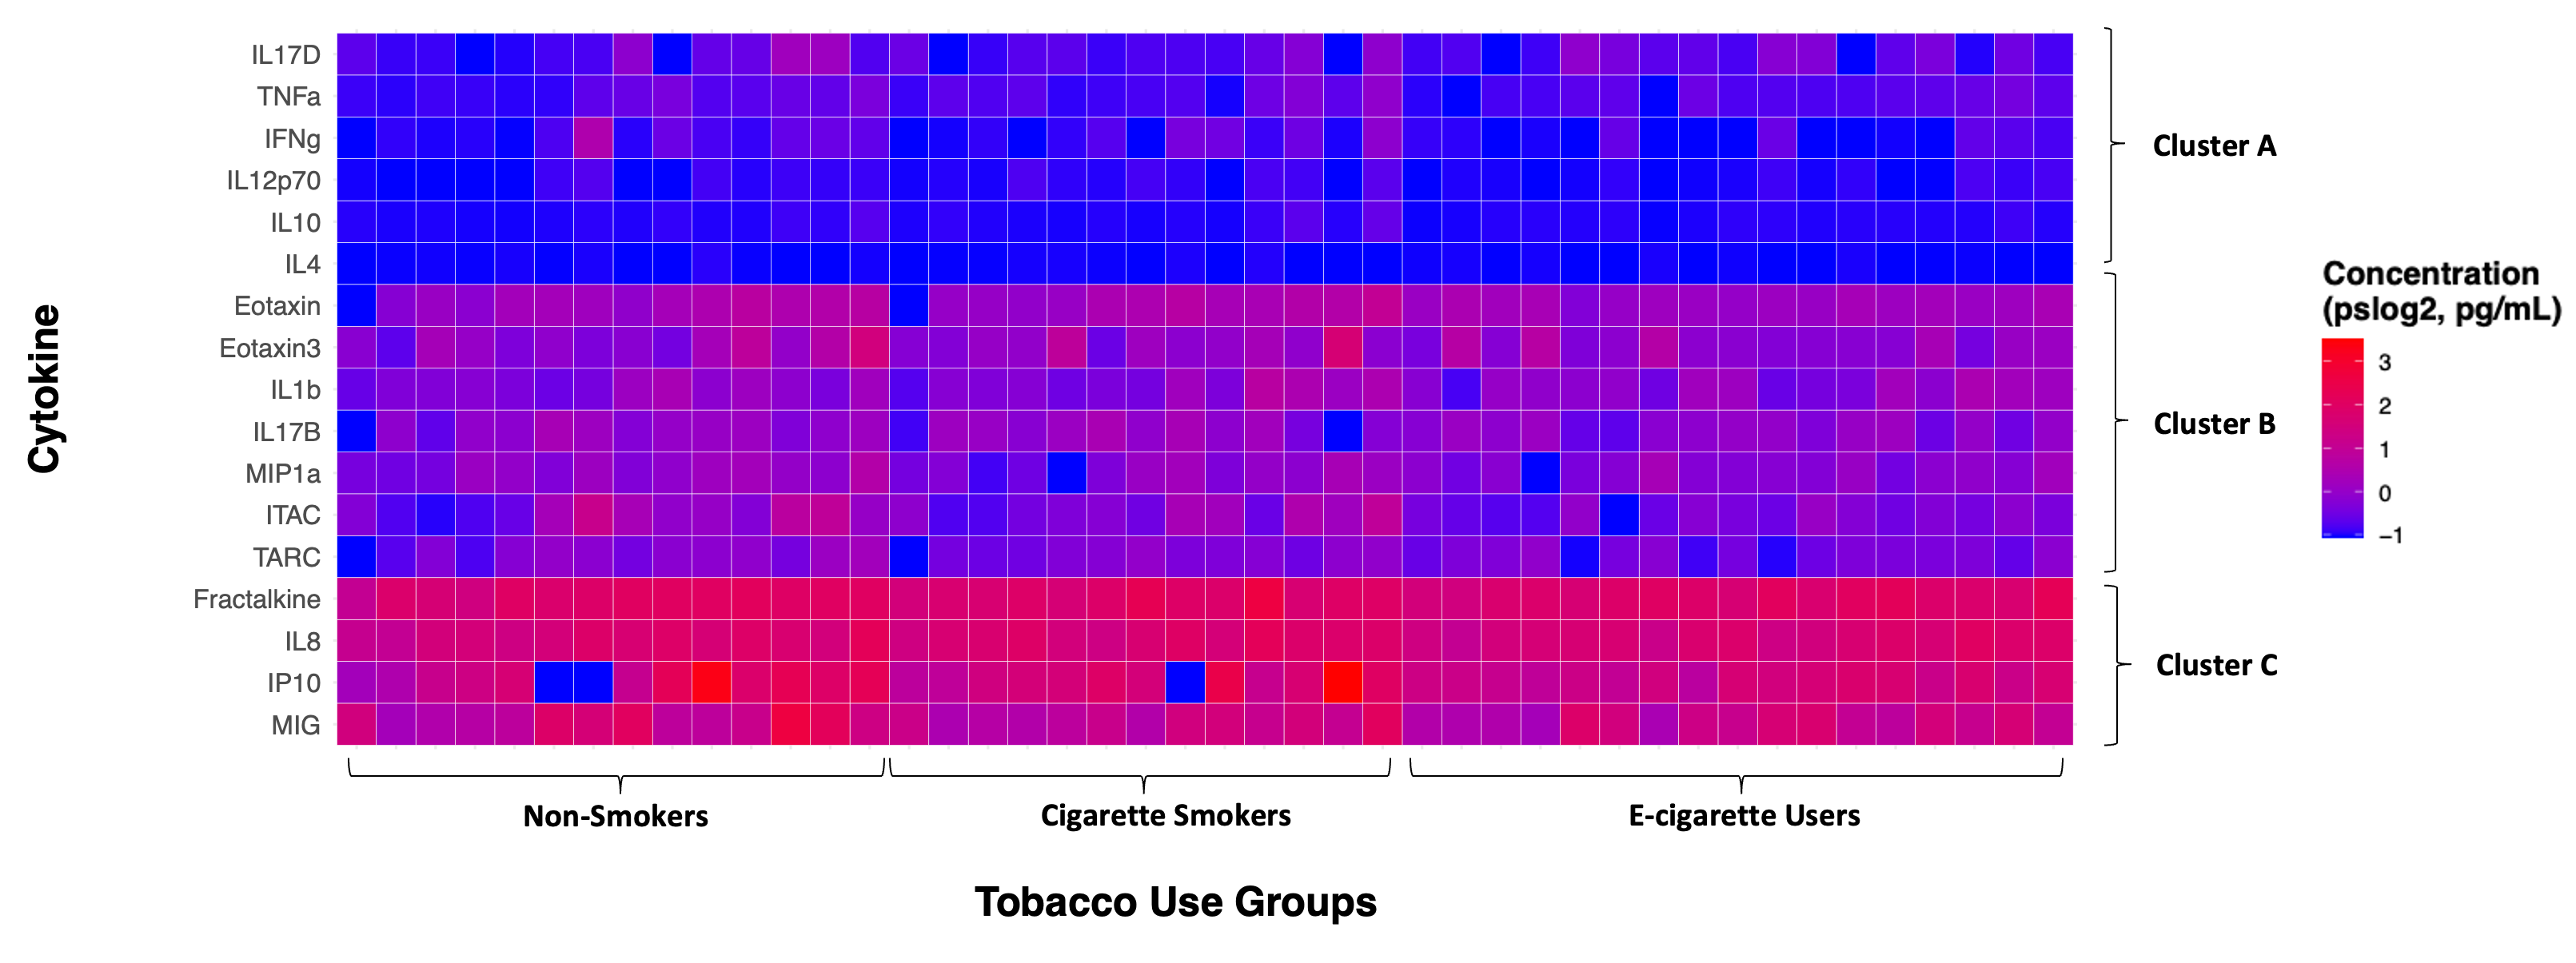 IL17D
TNFa
IFNg
IL12p70
IL10
IL4
Eotaxin
Eotaxin3
IL1b
IL17B
MIP1a
ITAC
TARC
Fractalkine
IL8
IP10
MIG
Cytokine
Cluster A
Cluster B
Cluster C
Concentration
(pslog2, pg/mL)
3
2
1
0
−1
Non-Smokers
Cigarette Smokers
E-cigarette Users
Tobacco Use Groups